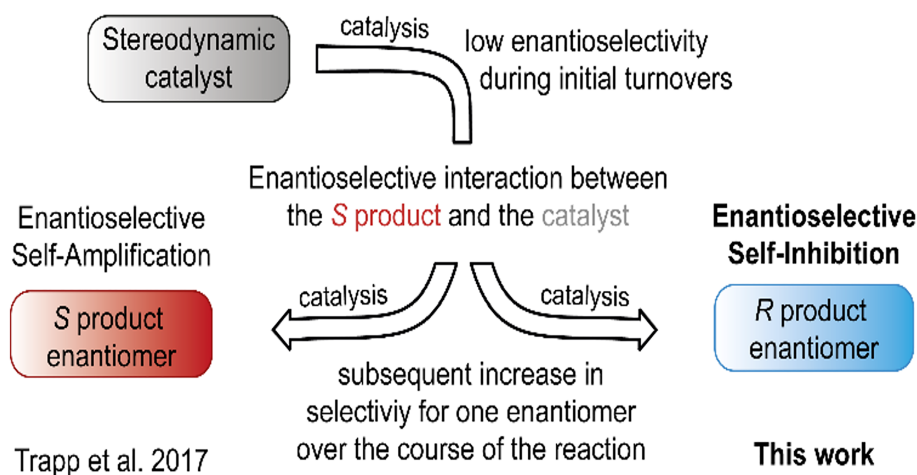 Stereodynamic
catalyst
catalysis
low enantioselectivity
during initial turnovers
Enantioselective interaction between
the S product and the catalyst
Enantioselective
Self-Amplification
Enantioselective
Self-Inhibition
catalysis
catalysis
S product
enantiomer
R product
enantiomer
subsequent increase in
selectiviy for one enantiomer
over the course of the reaction
Trapp et al. 2017
This work